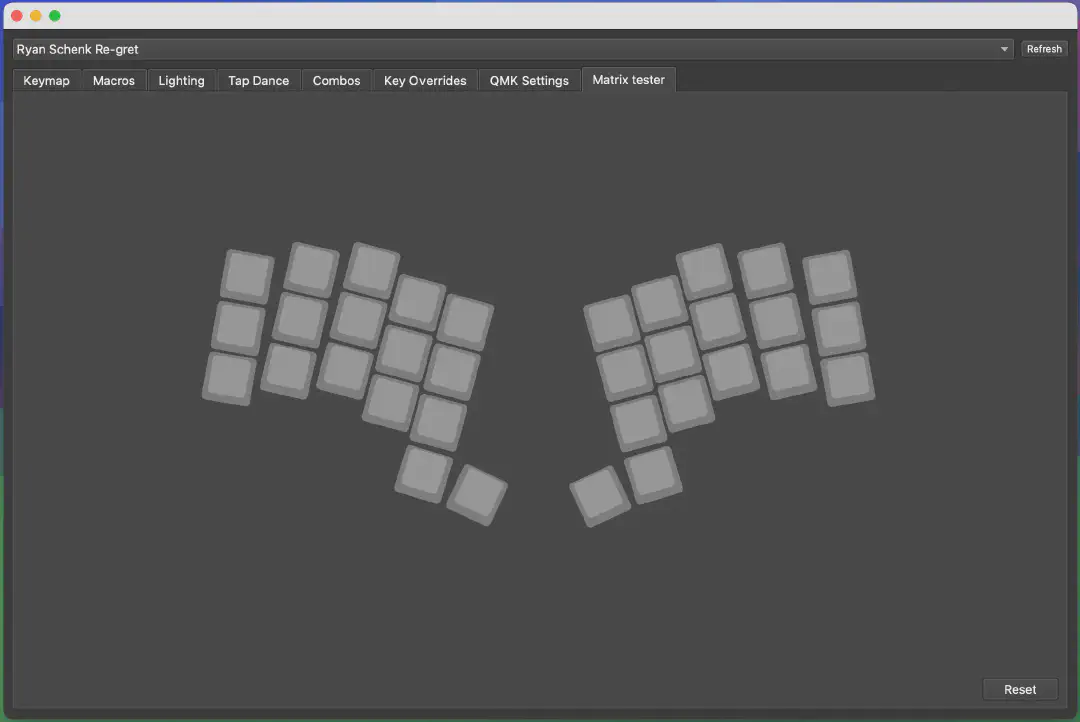 Ryan Schenk Re-gret
Refresh
Keymap Macros Lighting Tap Dance Combos Key Overrides QMK Settings Matrix tester
Reset